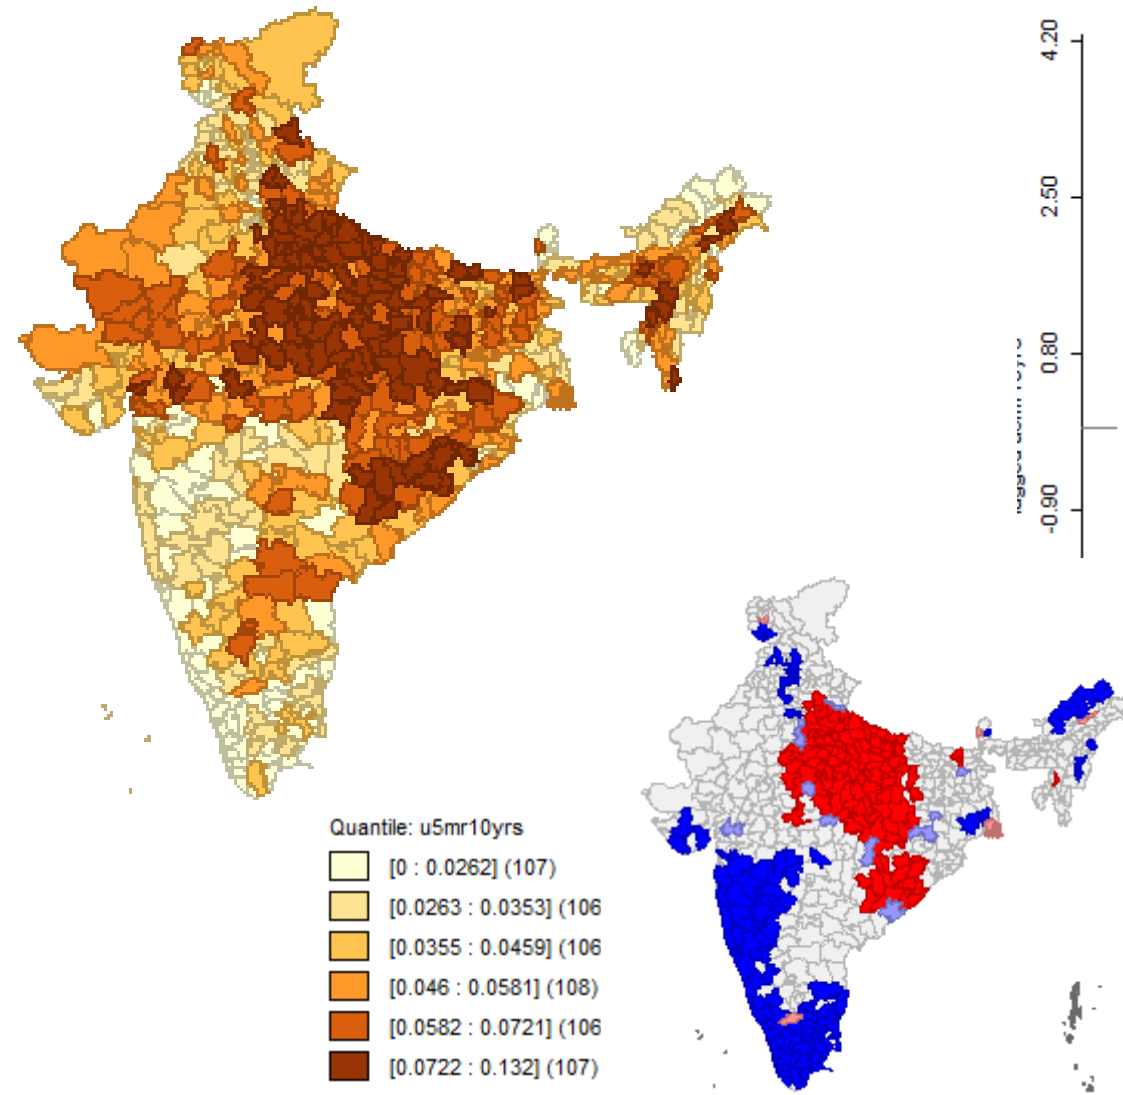 4.20
2.50
0.80
-0.90
Quantile: u5mr10yrs
[0 : 0.0262] (107)
[0.0263 : 0.0353] (106
[0.0355 : 0.0459] (106
[0.046 : 0.0581] (108)
[0.0582 : 0.0721] (106
[0.0722 : 0.132] (107)